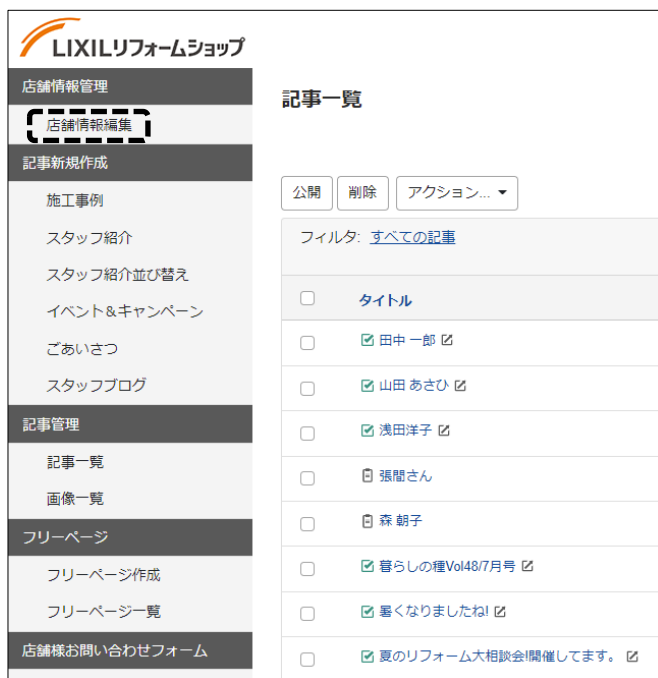 LIXILリフォームショップ
店舗情報管理
店舗情報編集
記事新規作成
施工事例
スタッフ紹介
スタッフ紹介並び替え
イベント&キャンペーン
ごあいさつ
スタッフブログ
記事管理
記事一覧
画像一覧
フリーページ
フリーページ作成
フリーページ一覧
店舗様お問い合わせフォーム
記事一覧
公開 削除 アクション...
フィルタ: すべての記事
タイトル
田中 一郎
山田 あさひ
浅田洋子
張間さん
森 朝子
暮らしの種Vol48/7月号
暑くなりましたね!
夏のリフォーム大相談会!開催してます。